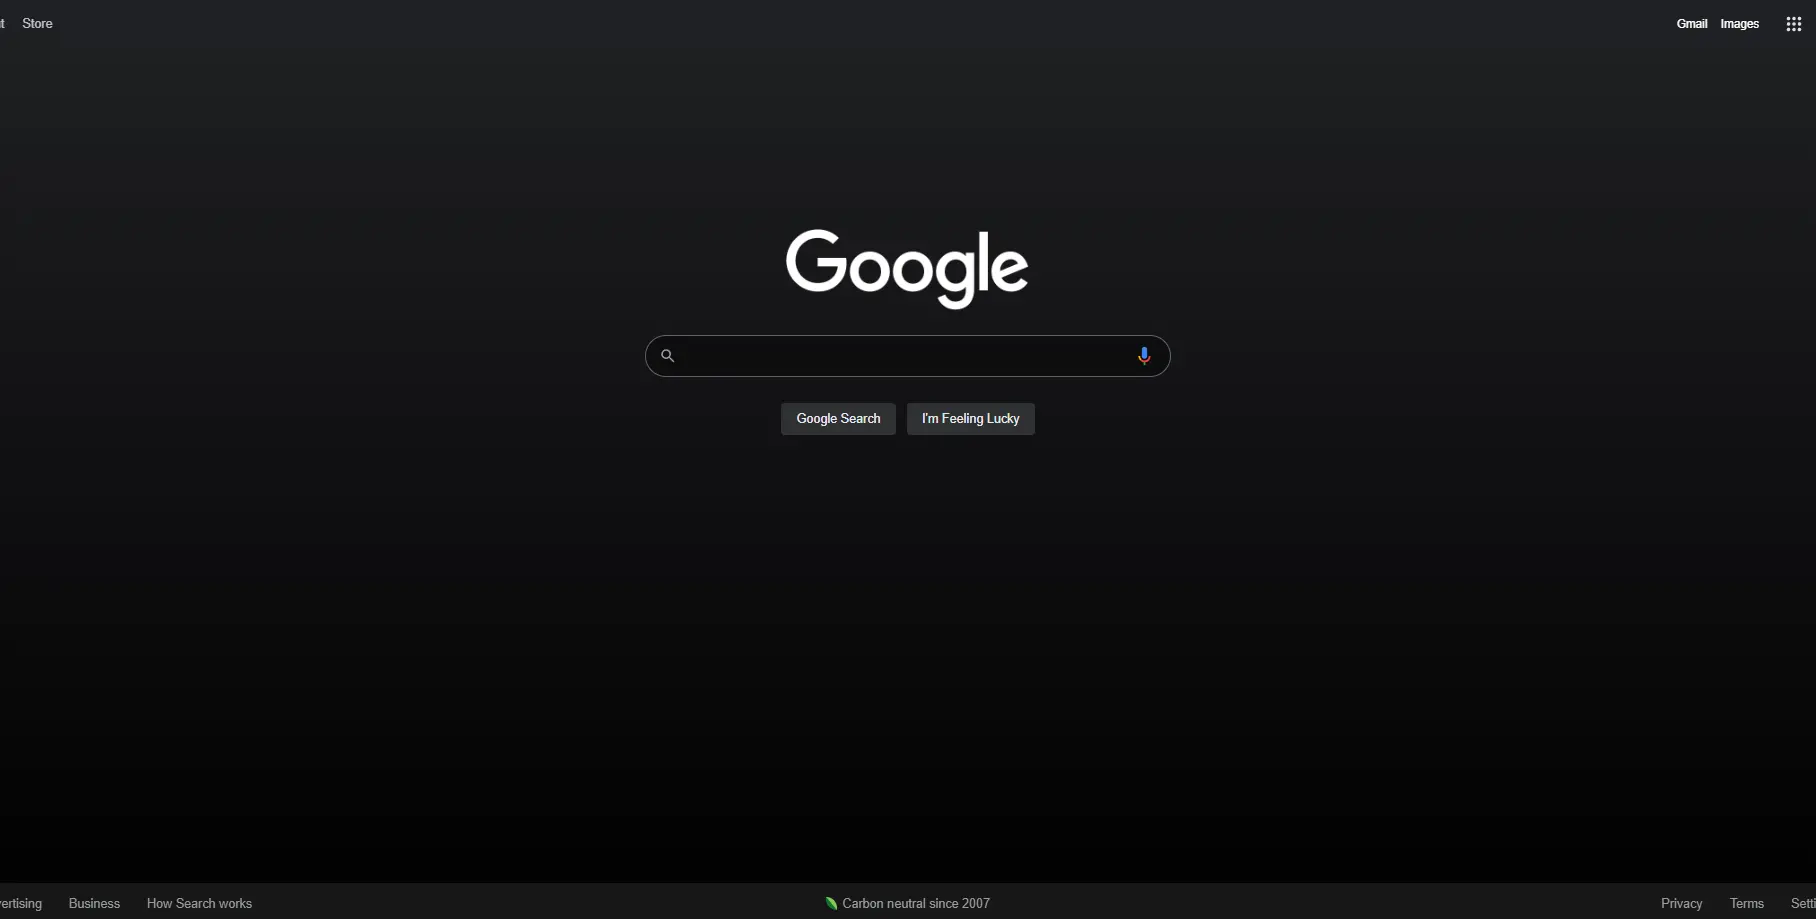 t Store Gmail Images
Google
Google Search I'm Feeling Lucky
ertising Business How Search works Carbon neutral since 2007 Privacy Terms Sett